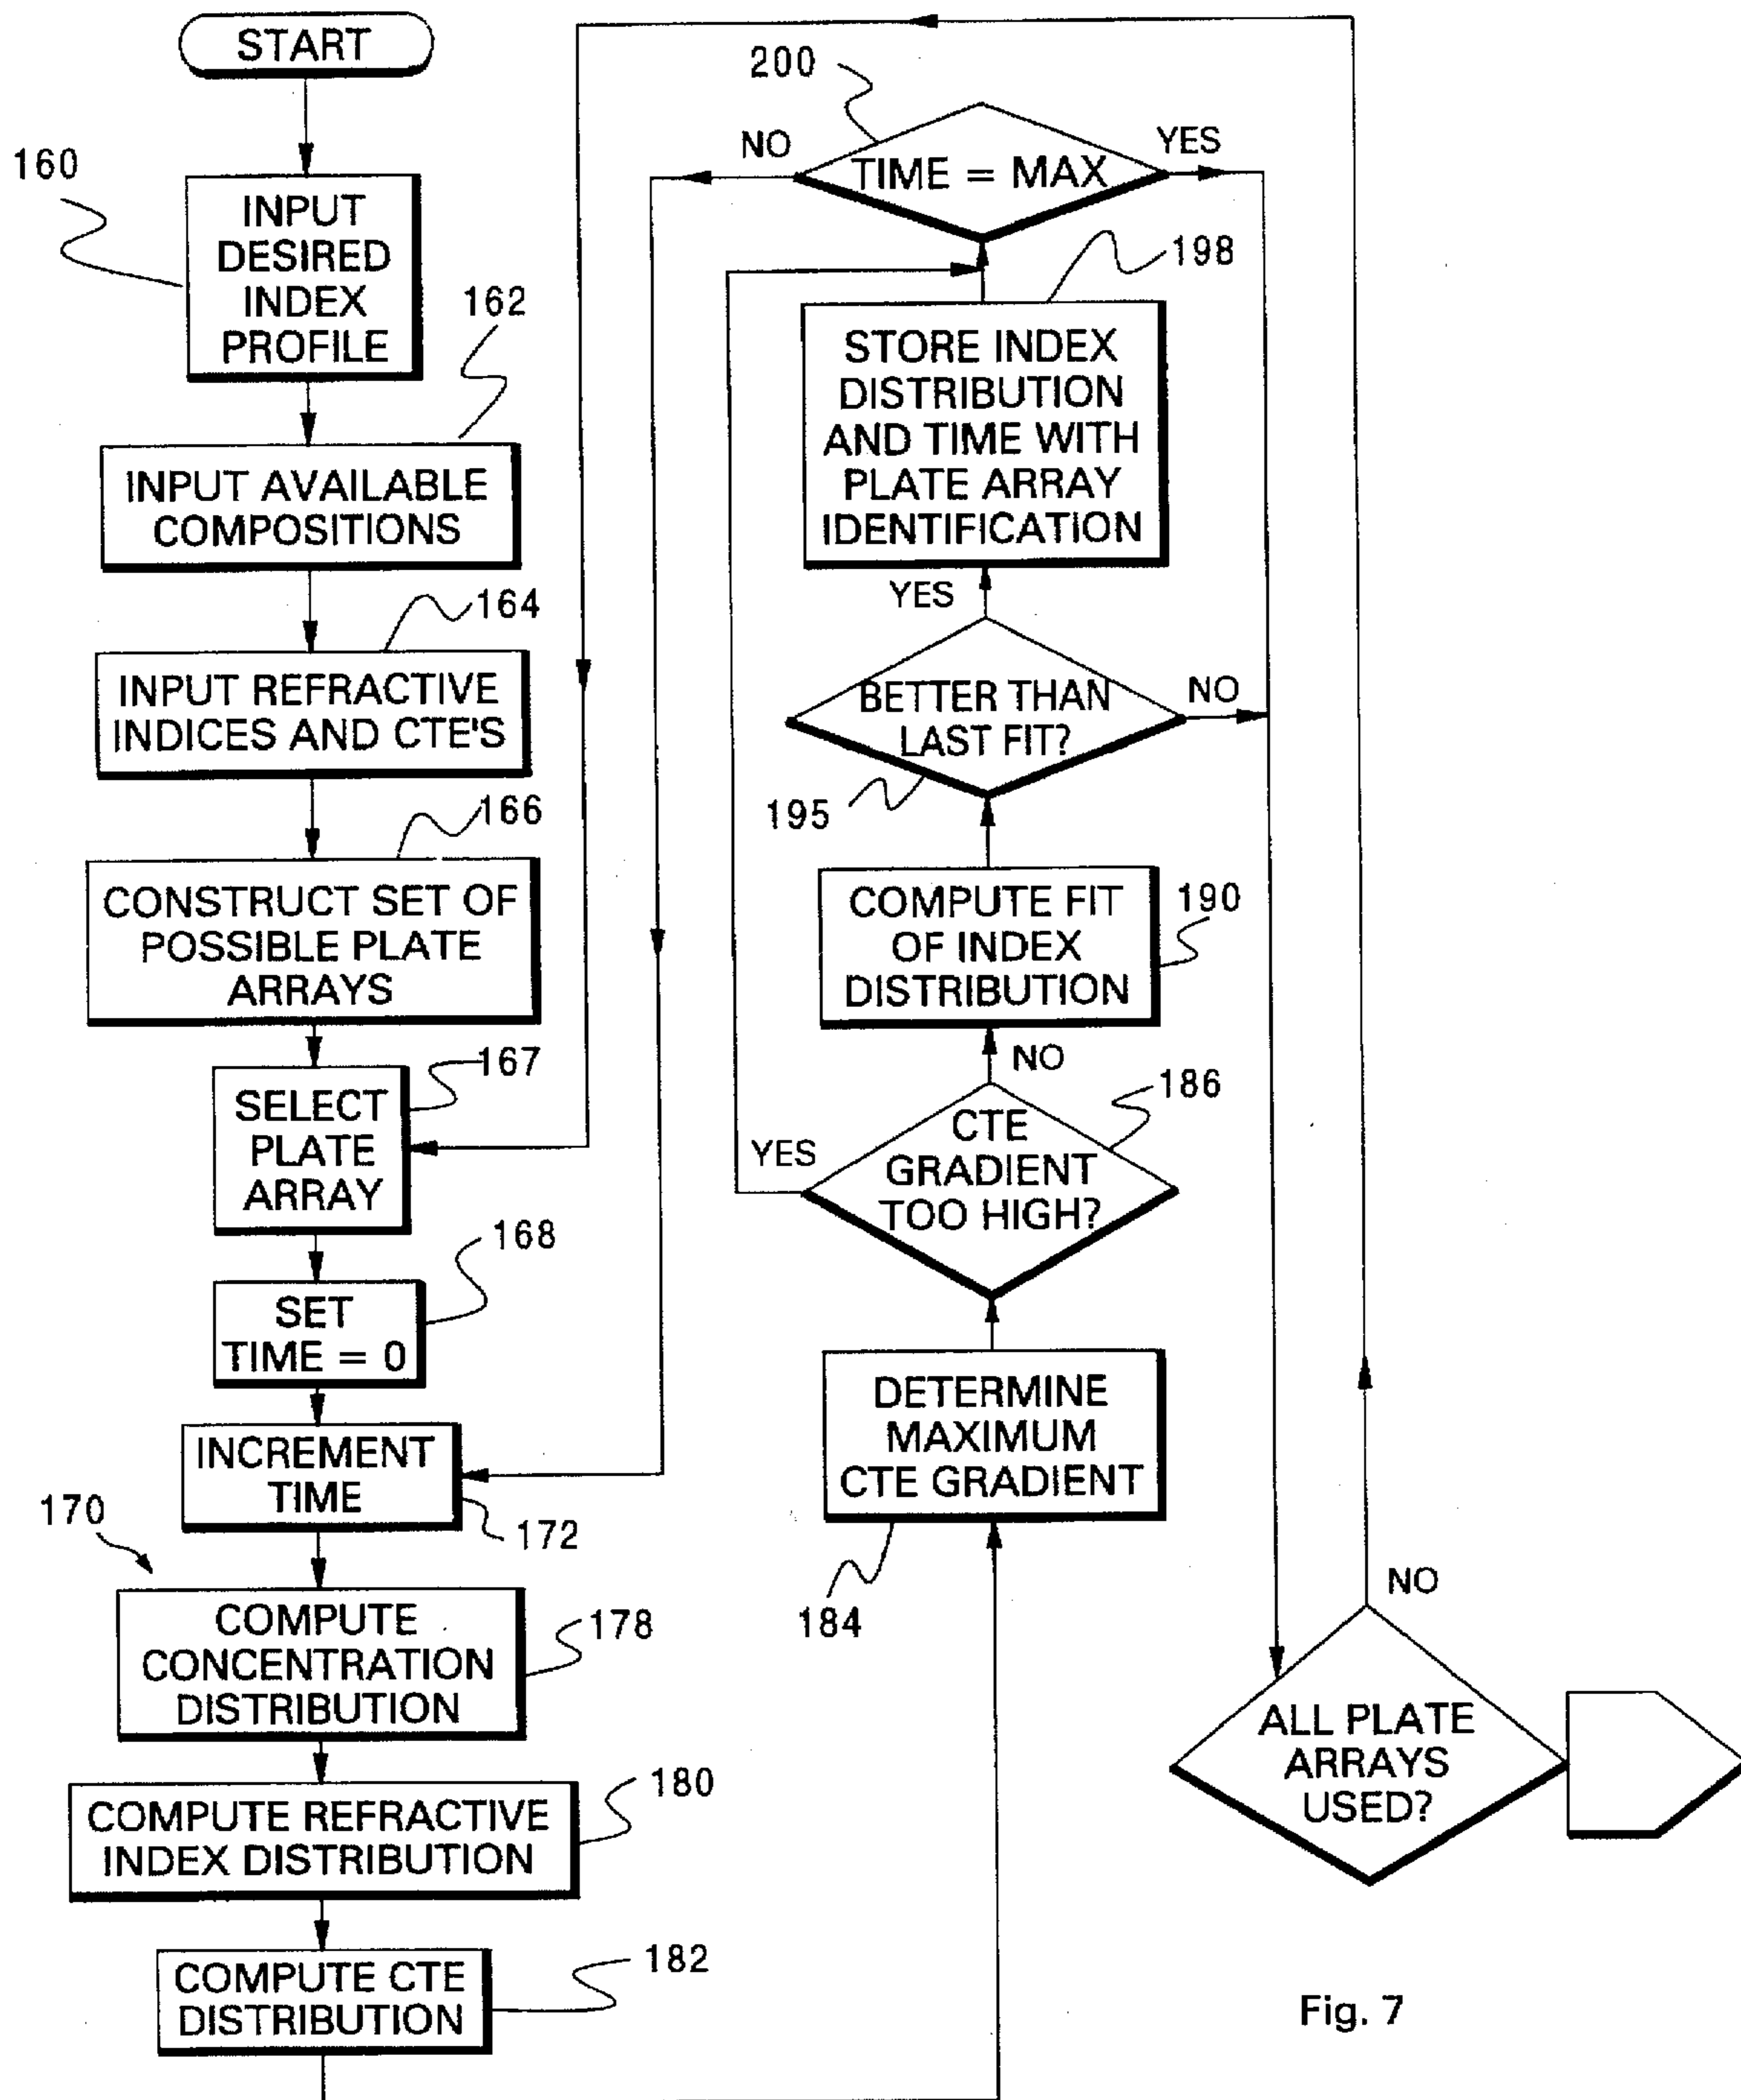 START
160
INPUT
DESIRED
INDEX
PROFILE
162
INPUT AVAILABLE
COMPOSITIONS
164
INPUT REFRACTIVE
INDICES AND CTE'S
166
CONSTRUCT SET OF
POSSIBLE PLATE
ARRAYS
167
SELECT
PLATE
ARRAY
168
SET
TIME = 0
INCREMENT
TIME
172
170
COMPUTE
CONCENTRATION
DISTRIBUTION
178
COMPUTE REFRACTIVE
INDEX DISTRIBUTION
180
COMPUTE CTE
DISTRIBUTION
182
200
NO
TIME = MAX
YES
198
STORE INDEX
DISTRIBUTION
AND TIME WITH
PLATE ARRAY
IDENTIFICATION
YES
BETTER THAN
LAST FIT?
NO
195
COMPUTE FIT
OF INDEX
DISTRIBUTION
190
NO
186
YES
CTE
GRADIENT
TOO HIGH?
DETERMINE
MAXIMUM
CTE GRADIENT
184
NO
ALL PLATE
ARRAYS
USED?
Fig. 7